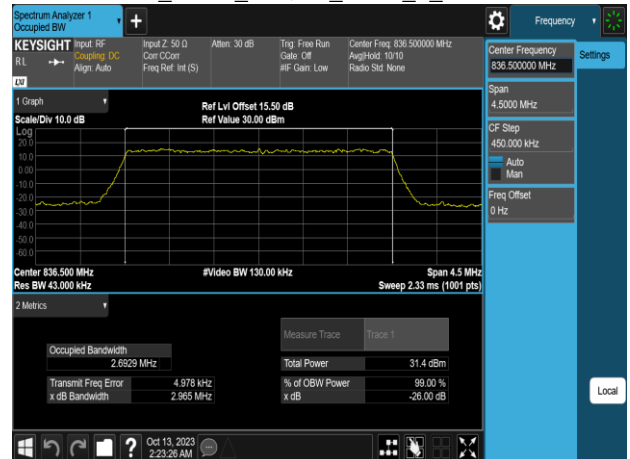 Spectrum Analyzer 1
Occupied BW
Frequency
KEYSIGHT
Input: RF
Input Z: 50 Ω
Atten: 30 dB
Trig: Free Run
Center Freq: 836.500000 MHz
RL
Coupling: DC
Corr CCorr
Gate: Off
Avg|Hold: 10/10
Align: Auto
Freq Ref: Int (S)
#IF Gain: Low
Radio Std: None
LXI
Center Frequency
836.500000 MHz
Settings
Span
4.5000 MHz
CF Step
450.000 kHz
Auto
Man
Freq Offset
0 Hz
Local
1 Graph
Ref Lvl Offset 15.50 dB
Scale/Div 10.0 dB
Ref Value 30.00 dBm
Log
20.0
10.0
0.00
-10.0
-20.0
-30.0
-40.0
-50.0
-60.0
Center 836.500 MHz
#Video BW 130.00 kHz
Span 4.5 MHz
Res BW 43.000 kHz
Sweep 2.33 ms (1001 pts)
2 Metrics
Measure Trace
Trace 1
Occupied Bandwidth
2.6929 MHz
Total Power
31.4 dBm
Transmit Freq Error
4.978 kHz
% of OBW Power
99.00 %
x dB Bandwidth
2.965 MHz
x dB
-26.00 dB
?
Oct 13, 2023
2:23:26 AM